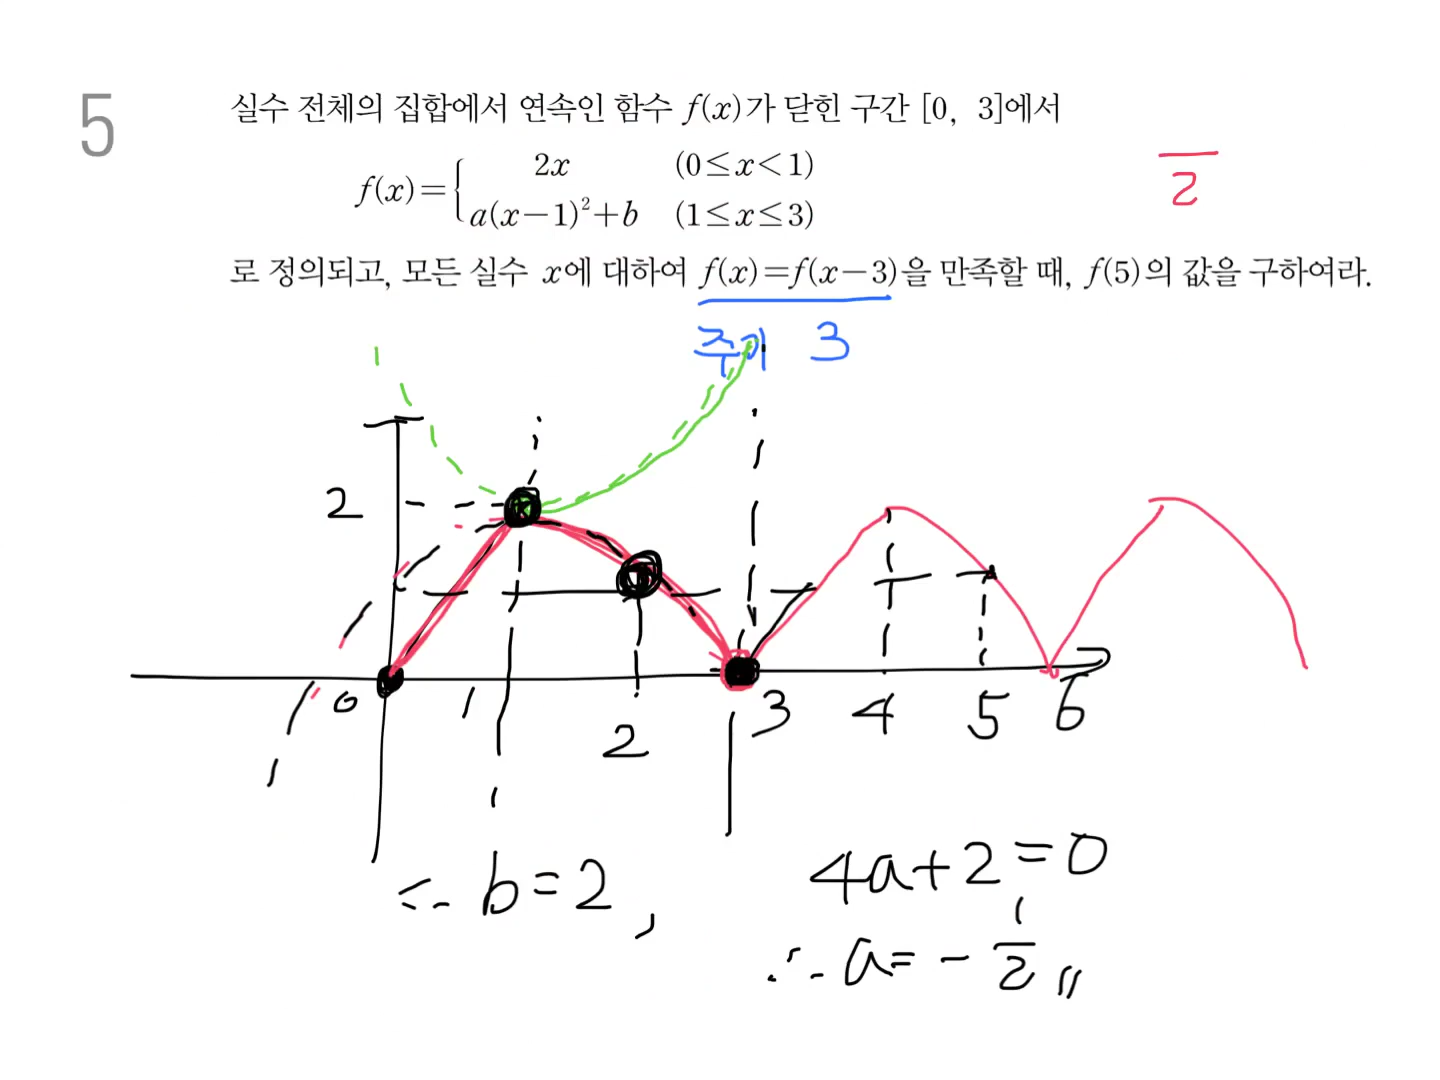 5
실수 전체의 집합에서 연속인 함수 f(x)가 닫힌 구간 [0, 3]에서
f(x)={ 2x (0≤x<1)
a(x-1)²+b (1≤x≤3)
2
로 정의되고, 모든 실수 x에 대하여 f(x)=f(x-3)을 만족할 때, f(5)의 값을 구하여라.
주기 3
2
0 1 2 3 4 5 6
∴ b=2,
4a+2=0
∴ a=-1/2